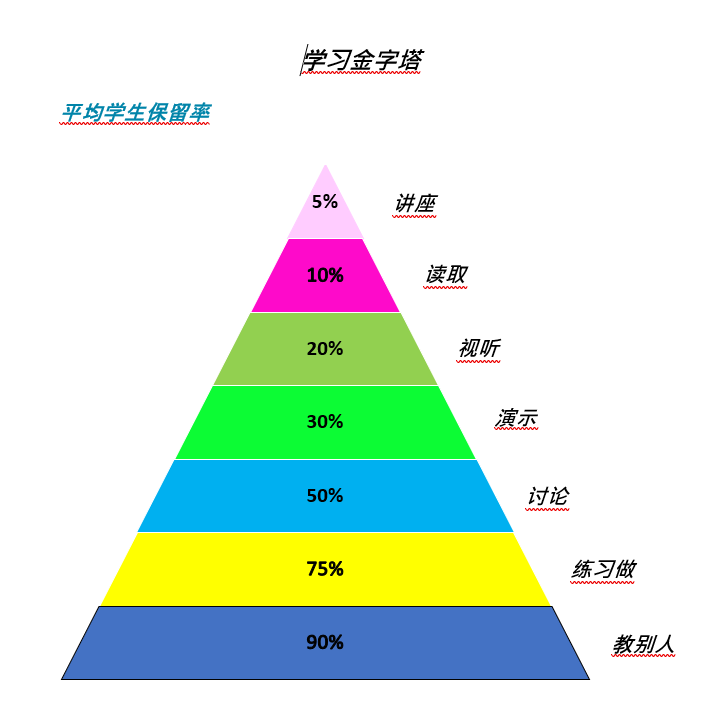 学习金字塔
平均学生保留率
5% 讲座
10% 读取
20% 视听
30% 演示
50% 讨论
75% 练习做
90% 教别人